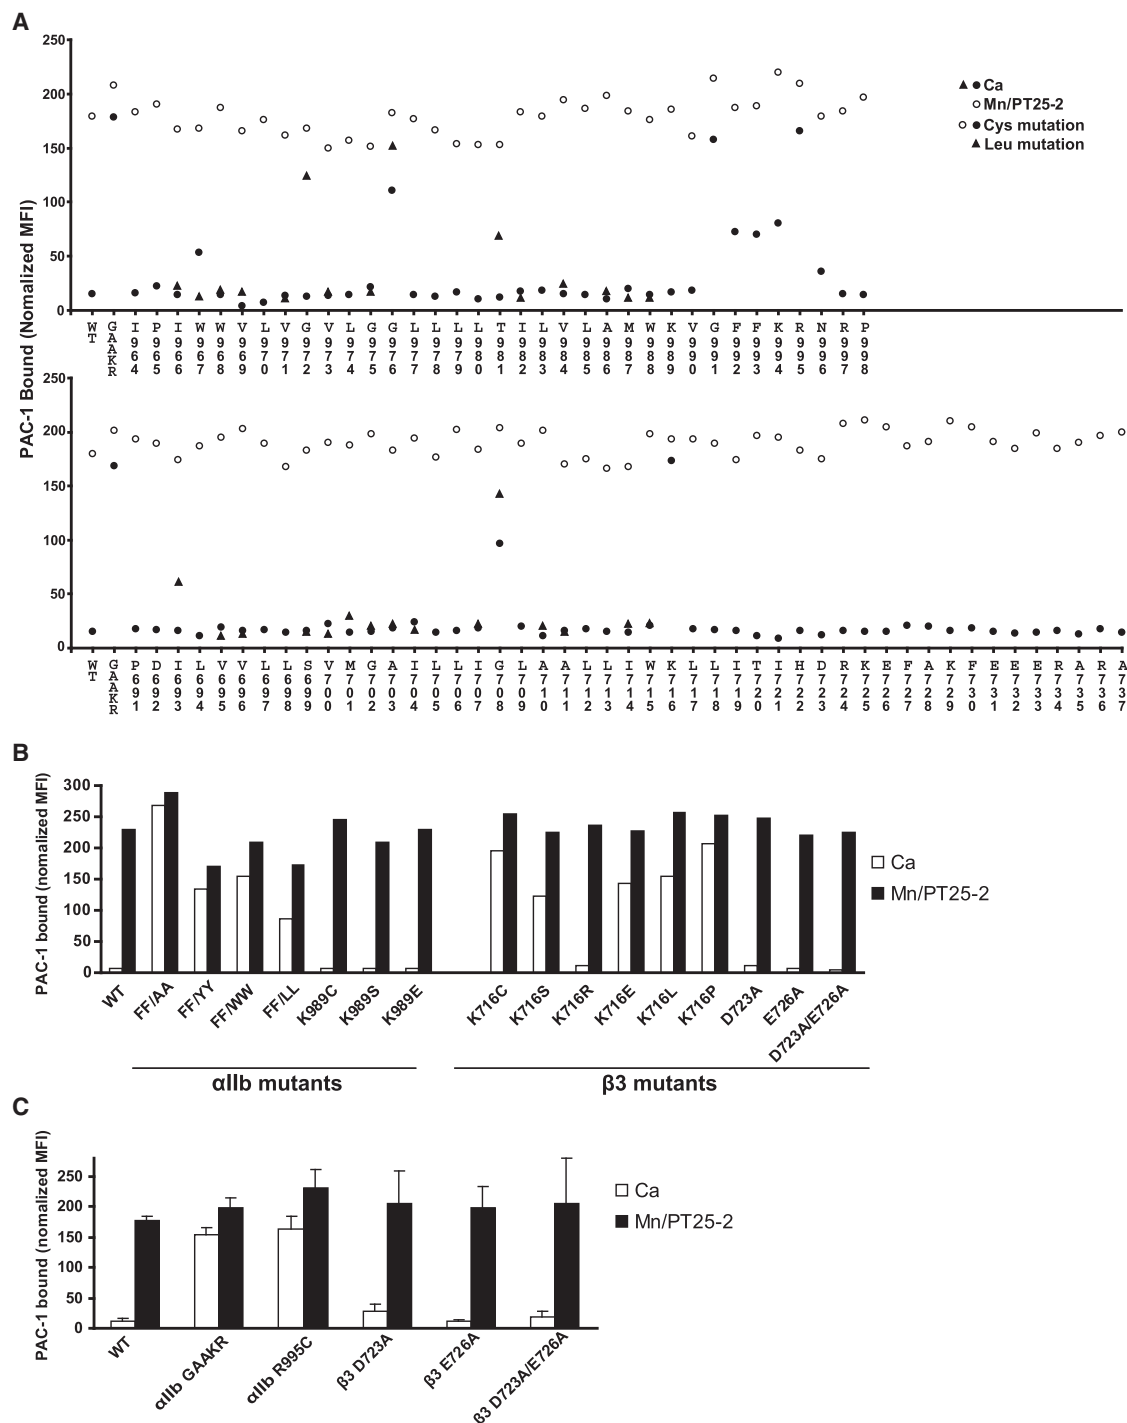 A
PAC-1 Bound (Nomalized MFI)
250
200
150
100
50
0
Ca
Mn/PT25-2
Cys mutation
Leu mutation
WT GAAKR I964 P965 I966 W967 W968 V969 L970 V971 G972 V973 L974 G975 G976 L977 L978 L979 L980 T981 I982 L983 V984 L985 A986 M987 W988 K989 V990 G991 F992 F993 K994 R995 N996 R997 P998
250
200
150
100
50
0
WT GAAKR P691 D692 I693 L694 V695 V696 L697 L698 S699 V700 M701 G702 A703 I704 L705 L706 I707 G708 L709 A710 A711 L712 L713 I714 W715 K716 L717 L718 I719 T720 I721 H722 D723 R724 K725 E726 F727 A728 K729 F730 E731 E732 E733 R734 A735 R736 A737
B
PAC-1 bound (nomalized MFI)
300
250
200
150
100
50
0
Ca
Mn/PT25-2
WT FF/AA FF/YY FF/WW FF/LL K989C K989S K989E K716C K716S K716R K716E K716L K716P D723A E726A D723A/E726A
αIIb mutants
β3 mutants
C
PAC-1 bound (nomalized MFI)
250
200
150
100
50
0
Ca
Mn/PT25-2
WT αIIb GAAKR αIIb R995C β3 D723A β3 E726A β3 D723A/E726A